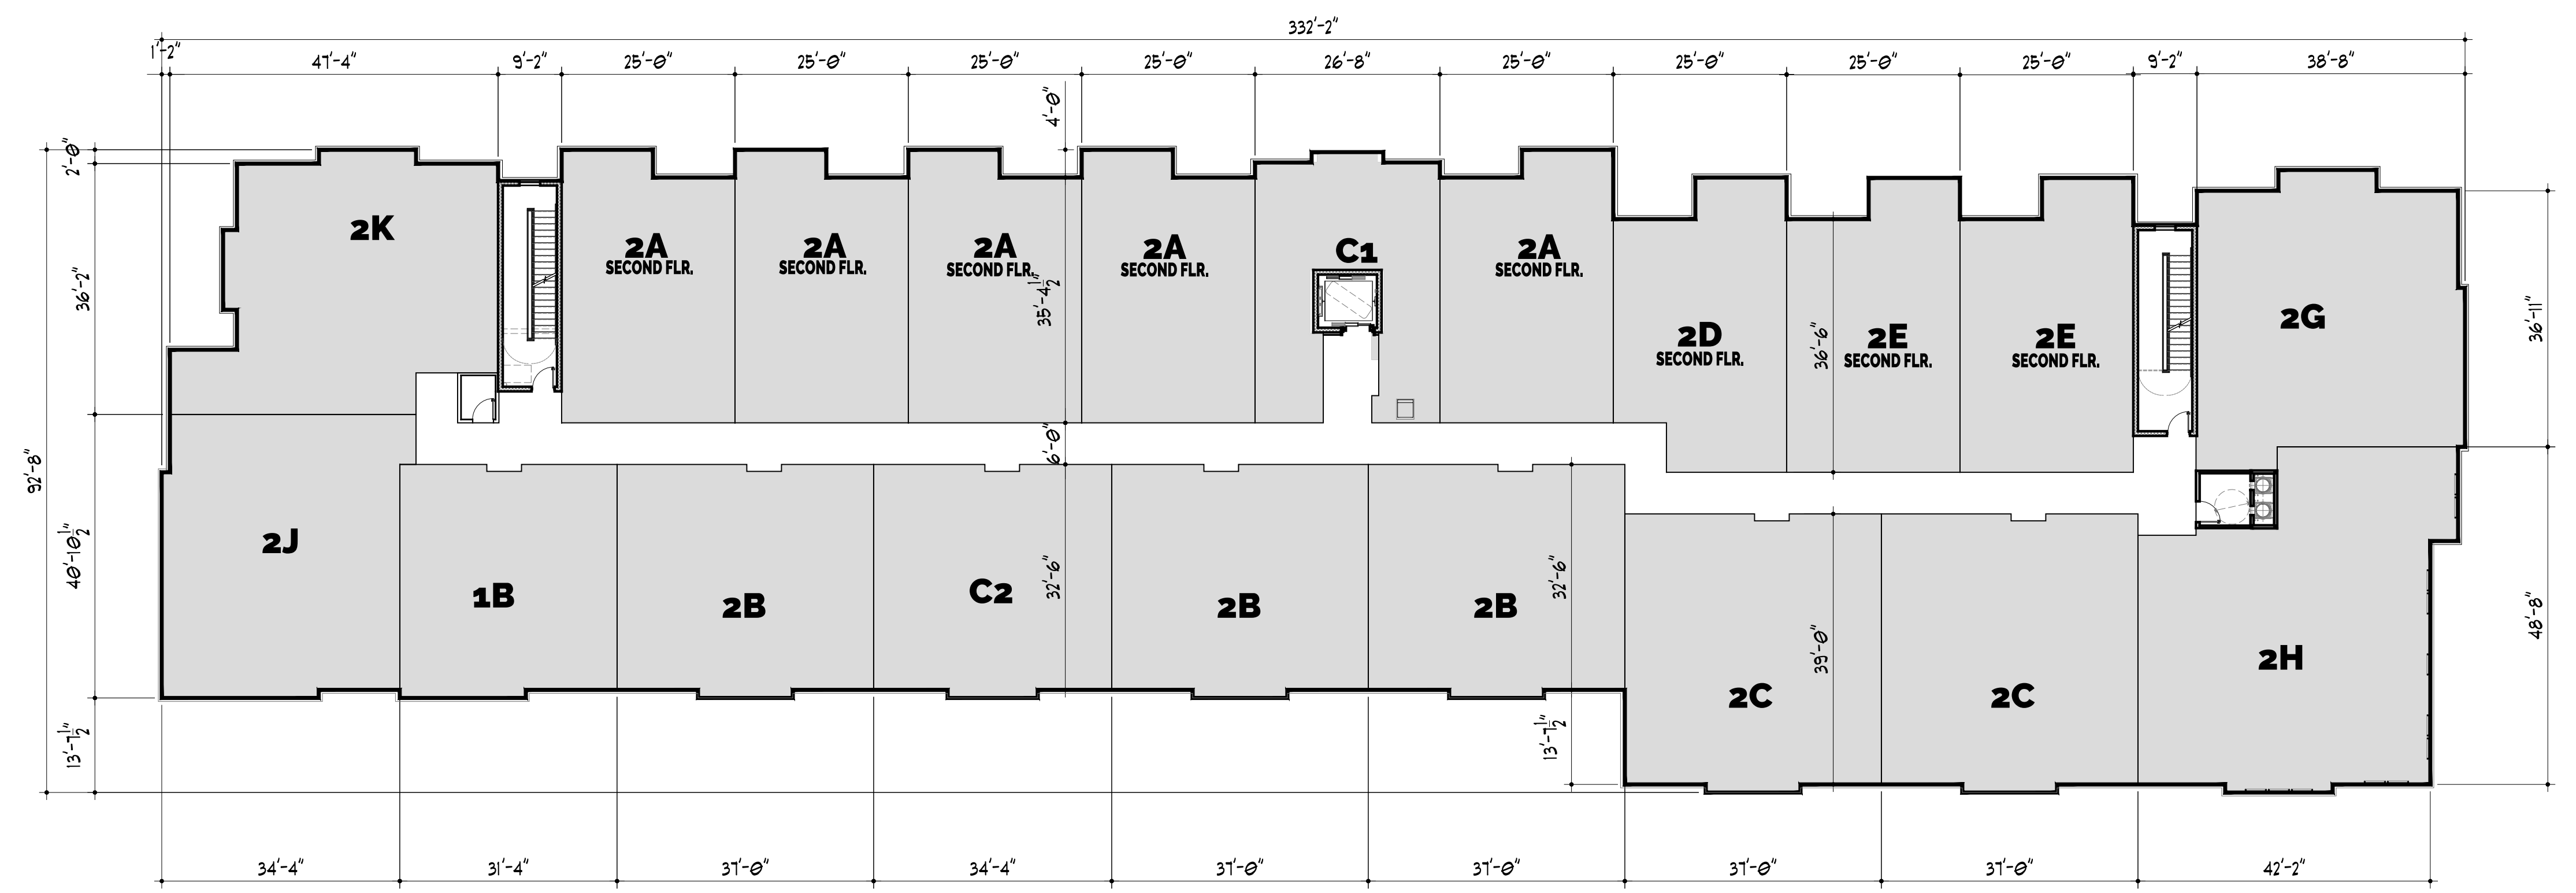 332'-2"
1'-2"
47'-4"
9'-2"
25'-0"
25'-0"
25'-0"
25'-0"
26'-8"
25'-0"
25'-0"
25'-0"
25'-0"
9'-2"
38'-8"
4'-0"
2'-0"
36'-2"
92'-8"
40'-10 1/2"
13'-7 1/2"
2K
2A
SECOND FLR.
2A
SECOND FLR.
2A
SECOND FLR.
35'-4 1/2"
2A
SECOND FLR.
C1
2A
SECOND FLR.
2D
SECOND FLR.
36'-6"
2E
SECOND FLR.
2E
SECOND FLR.
2G
36'-11"
6'-0"
2J
1B
2B
C2
32'-6"
2B
2B
32'-6"
13'-7 1/2"
2C
39'-0"
2C
2H
48'-8"
34'-4"
31'-4"
37'-0"
34'-4"
37'-0"
37'-0"
37'-0"
37'-0"
42'-2"